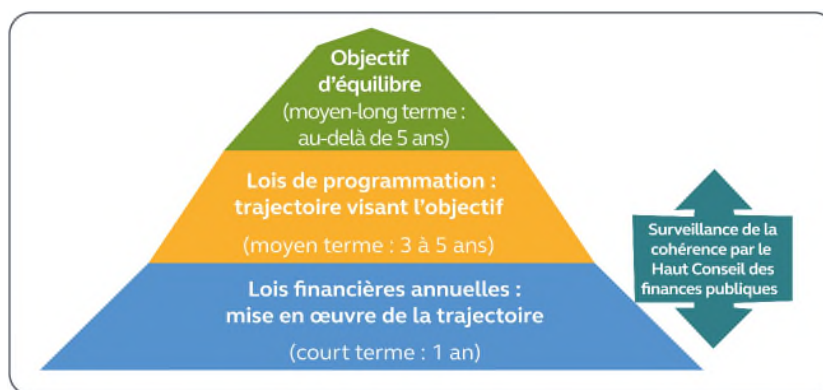 Objectif
d'équilibre
(moyen-long terme :
au-delà de 5 ans)
Lois de programmation :
trajectoire visant l'objectif
(moyen terme : 3 à 5 ans)
Lois financières annuelles :
mise en œuvre de la trajectoire
(court terme : 1 an)
Surveillance de la
cohérence par le
Haut Conseil des
finances publiques